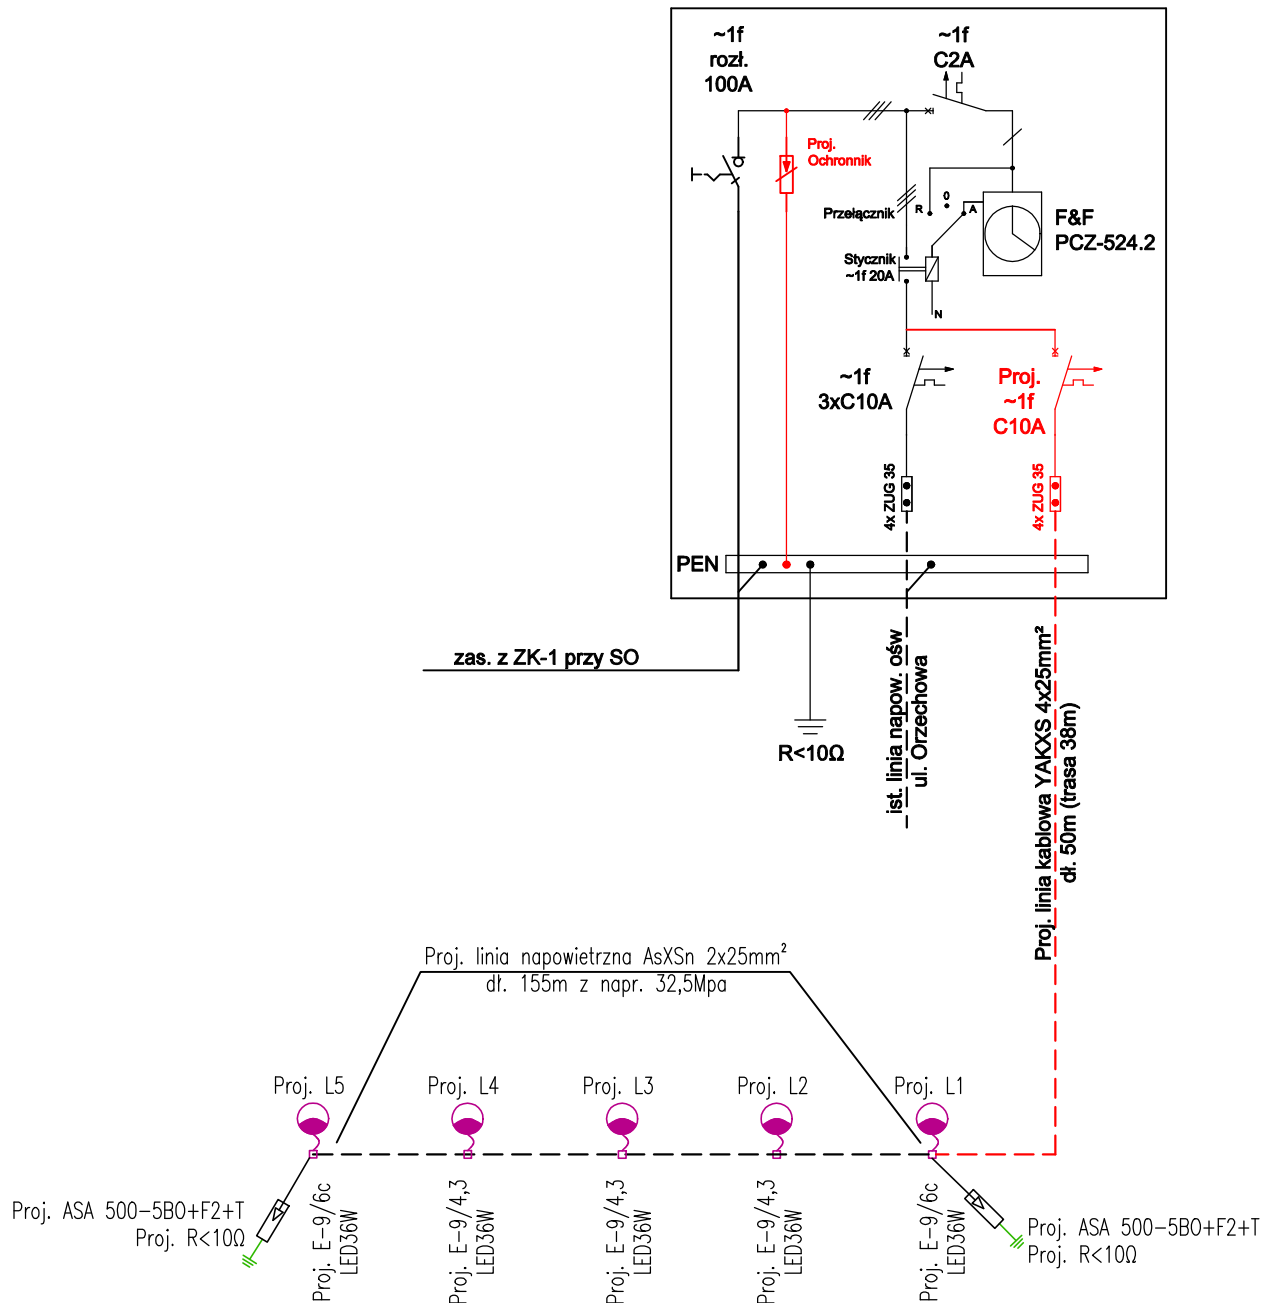 ~1f
rozł.
100A
~1f
C2A
Proj.
Ochronnik
Przełącznik
R
0
A
F&F
PCZ-524.2
Stycznik
~1f 20A
N
~1f
3xC10A
Proj.
~1f
C10A
4x ZUG 35
4x ZUG 35
PEN
zas. z ZK-1 przy SO
R<10Ω
ist. linia napow. ośw
ul. Orzechowa
Proj. linia kablowa YAKXS 4x25mm²
dł. 50m (trasa 38m)
Proj. linia napowietrzna AsXSn 2x25mm²
dł. 155m z napr. 32,5Mpa
Proj. L5
Proj. L4
Proj. L3
Proj. L2
Proj. L1
Proj. ASA 500-5BO+F2+T
Proj. R<10Ω
Proj. E-9/6c
LED36W
Proj. E-9/4,3
LED36W
Proj. E-9/4,3
LED36W
Proj. E-9/4,3
LED36W
Proj. E-9/6c
LED36W
Proj. ASA 500-5BO+F2+T
Proj. R<10Ω